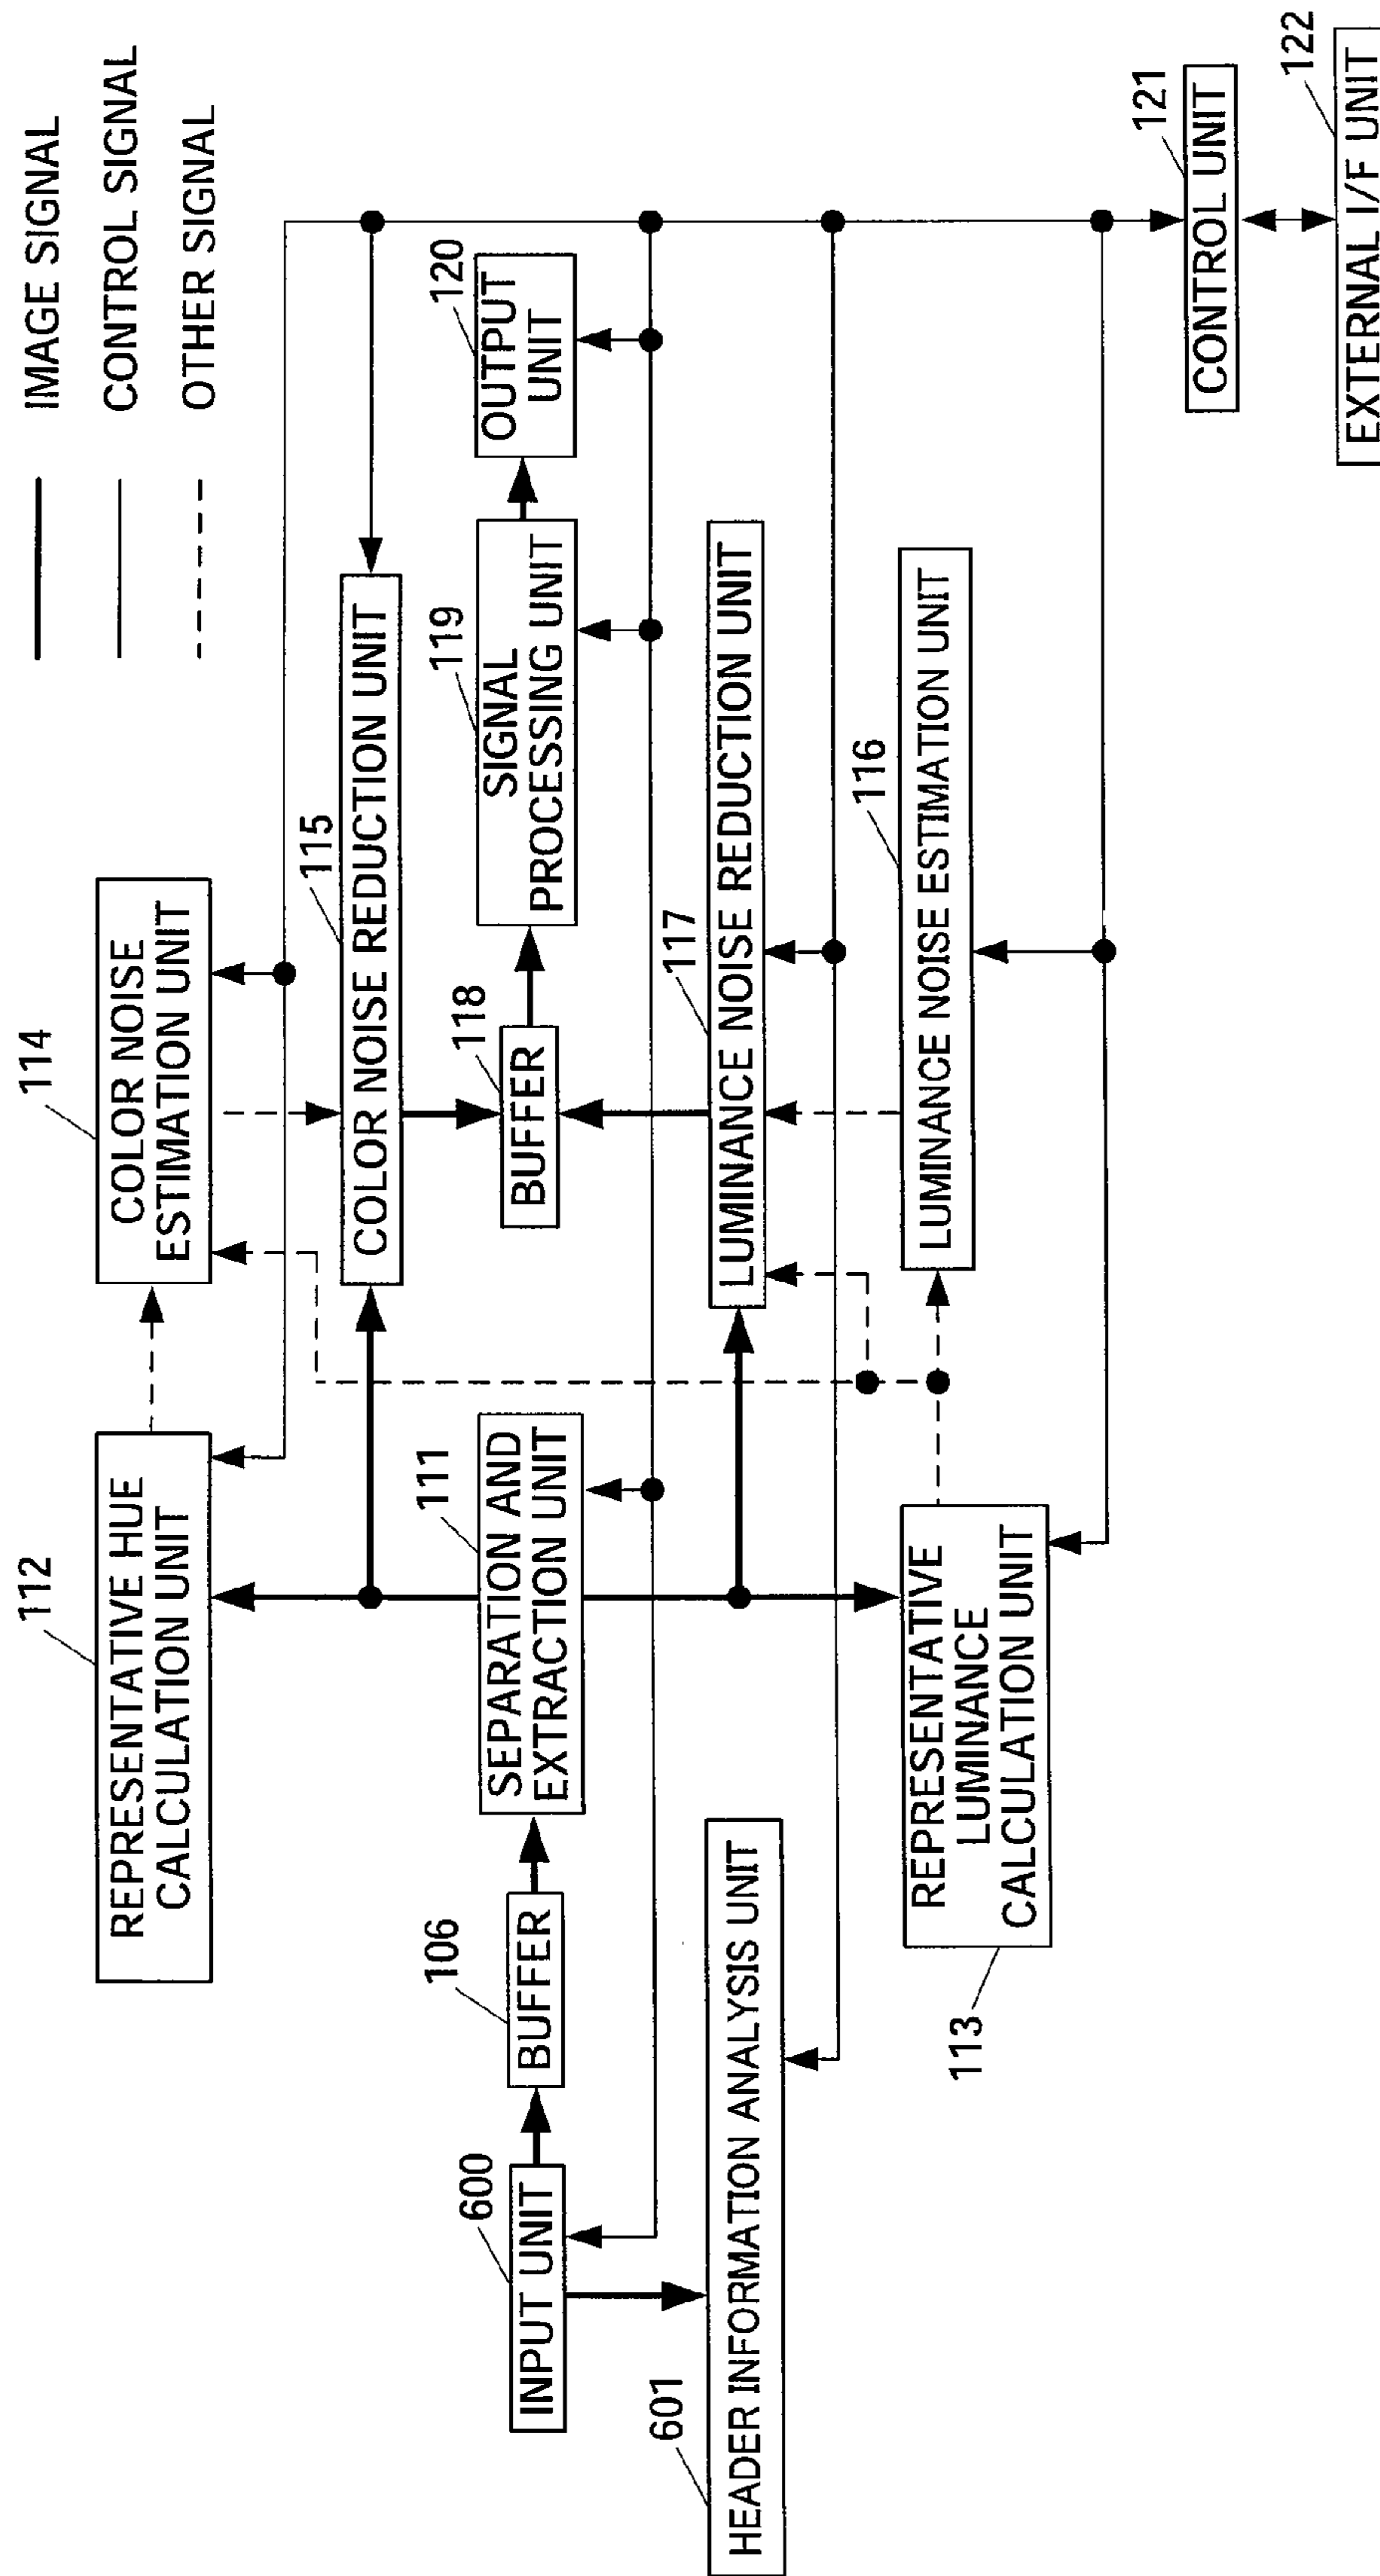 IMAGE SIGNAL
CONTROL SIGNAL
OTHER SIGNAL
112
REPRESENTATIVE HUE
CALCULATION UNIT
114
COLOR NOISE
ESTIMATION UNIT
115
COLOR NOISE REDUCTION UNIT
600
INPUT UNIT
106
BUFFER
111
SEPARATION AND
EXTRACTION UNIT
118
BUFFER
119
SIGNAL
PROCESSING UNIT
120
OUTPUT
UNIT
601
HEADER INFORMATION ANALYSIS UNIT
117
LUMINANCE NOISE REDUCTION UNIT
113
REPRESENTATIVE
LUMINANCE
CALCULATION UNIT
116
LUMINANCE NOISE ESTIMATION UNIT
121
CONTROL UNIT
122
EXTERNAL I/F UNIT